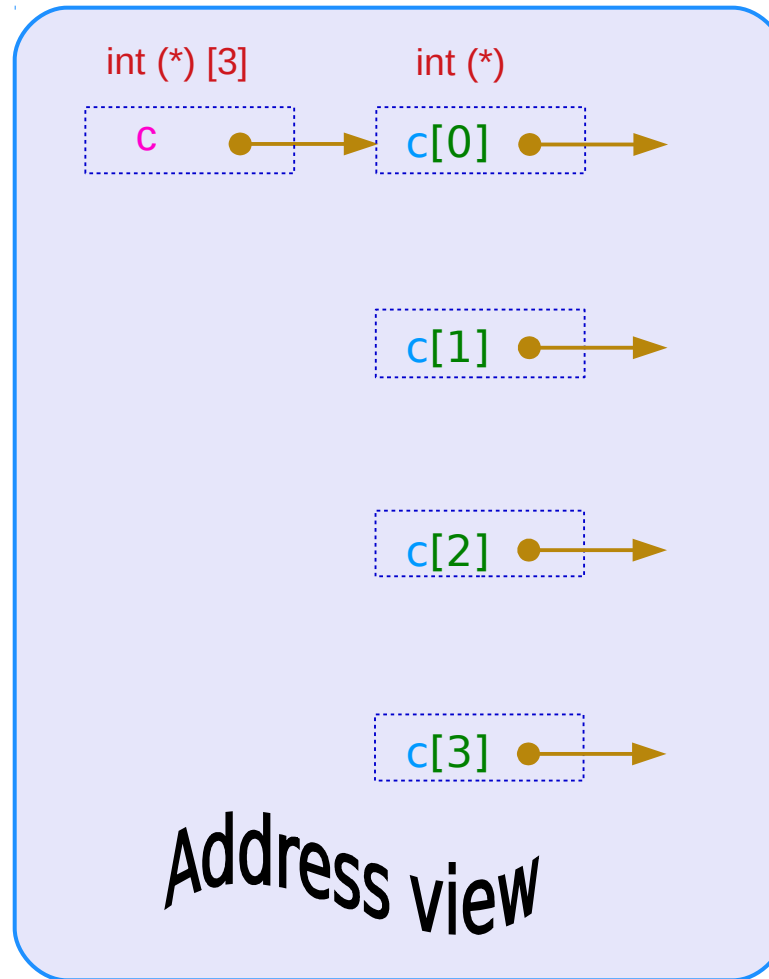 int (*) [3] int (*)
c c[0]
c[1]
c[2]
c[3]
Address view